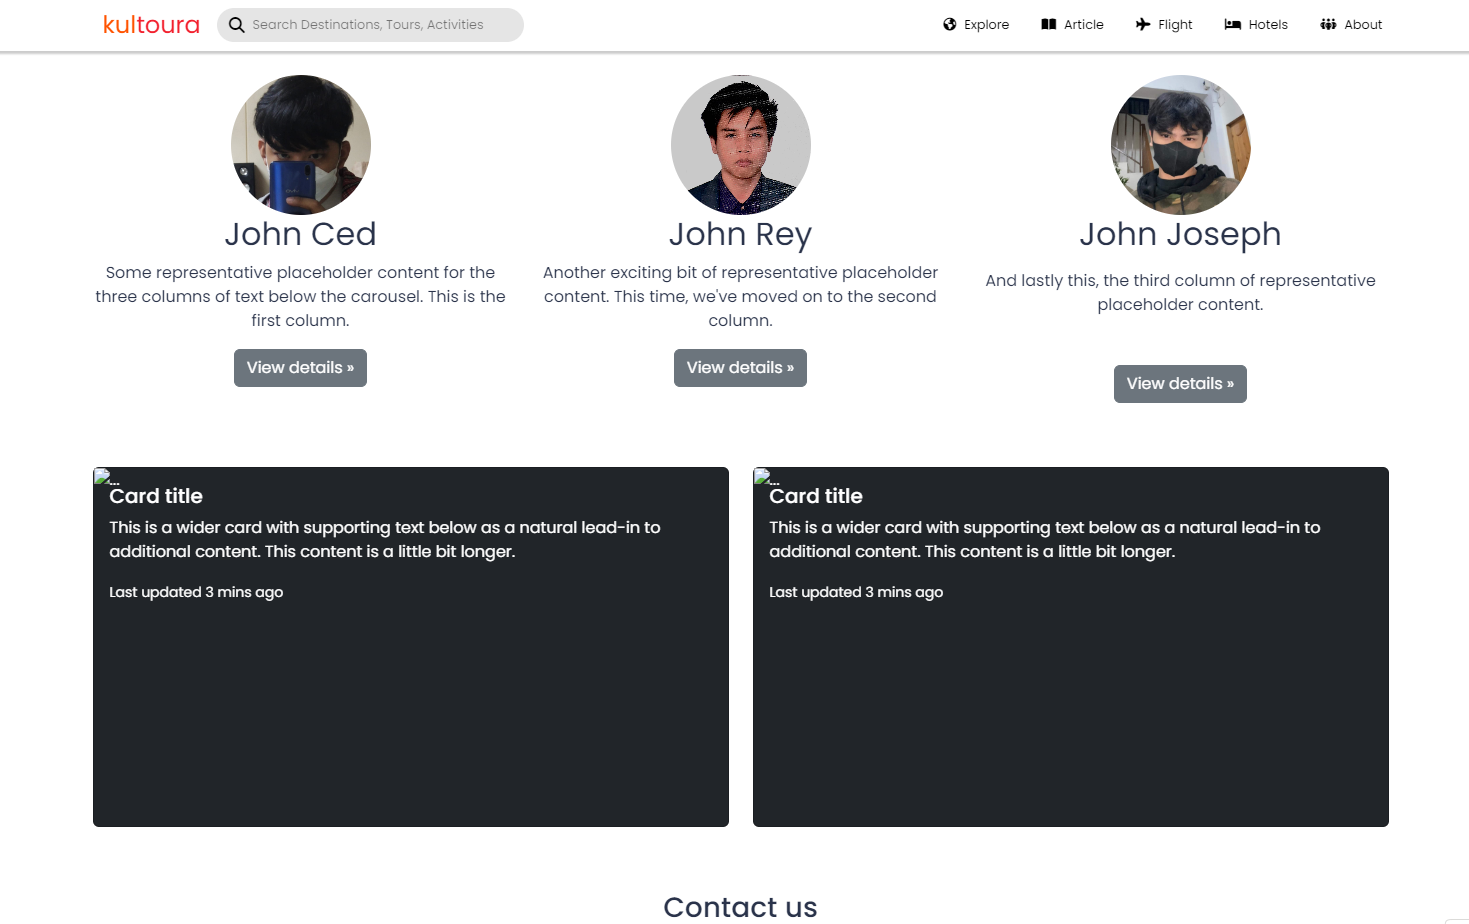 kultoura
Search Destinations, Tours, Activities
Explore
Article
Flight
Hotels
About
John Ced
Some representative placeholder content for the
three columns of text below the carousel. This is the
first column.
View details »
John Rey
Another exciting bit of representative placeholder
content. This time, we've moved on to the second
column.
View details »
John Joseph
And lastly this, the third column of representative
placeholder content.
View details »
...
Card title
This is a wider card with supporting text below as a natural lead-in to
additional content. This content is a little bit longer.
Last updated 3 mins ago
...
Card title
This is a wider card with supporting text below as a natural lead-in to
additional content. This content is a little bit longer.
Last updated 3 mins ago
Contact us